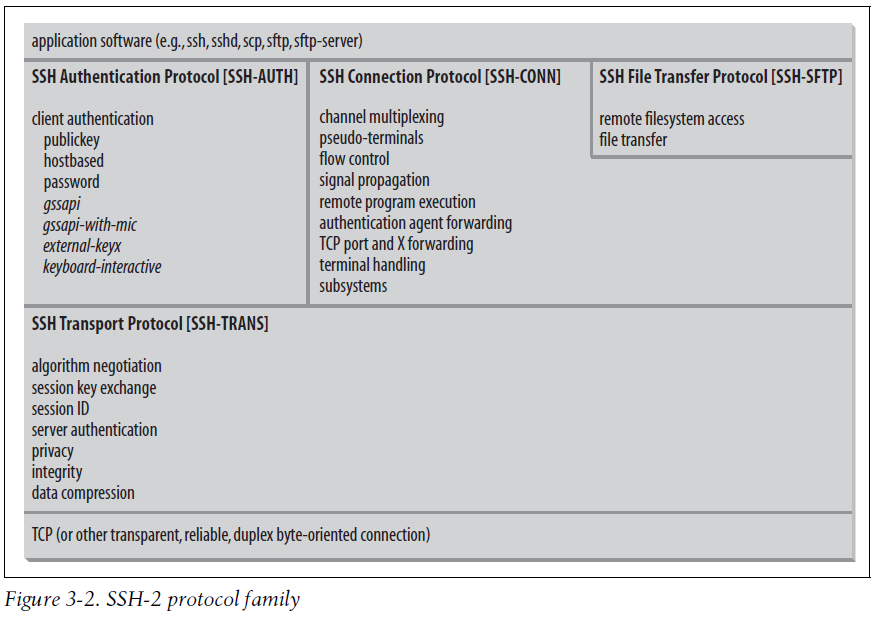 application software (e.g., ssh, sshd, scp, sftp, sftp-server)
SSH Authentication Protocol [SSH-AUTH]
client authentication
publickey
hostbased
password
gssapi
gssapi-with-mic
external-keyx
keyboard-interactive
SSH Connection Protocol [SSH-CONN]
channel multiplexing
pseudo-terminals
flow control
signal propagation
remote program execution
authentication agent forwarding
TCP port and X forwarding
terminal handling
subsystems
SSH File Transfer Protocol [SSH-SFTP]
remote filesystem access
file transfer
SSH Transport Protocol [SSH-TRANS]
algorithm negotiation
session key exchange
session ID
server authentication
privacy
integrity
data compression
TCP (or other transparent, reliable, duplex byte-oriented connection)
Figure 3-2. SSH-2 protocol family